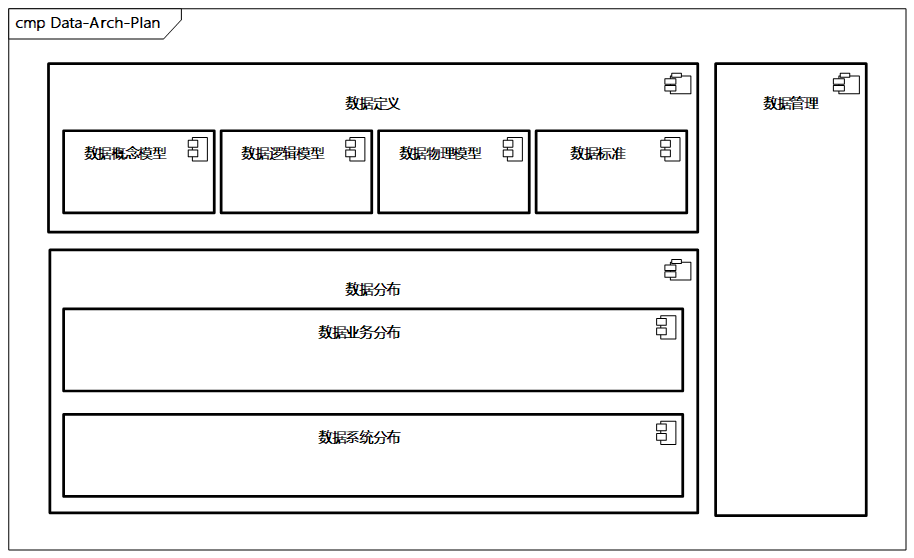 cmp Data-Arch-Plan
数据定义
数据概念模型
数据逻辑模型
数据物理模型
数据标准
数据分布
数据业务分布
数据系统分布
数据管理